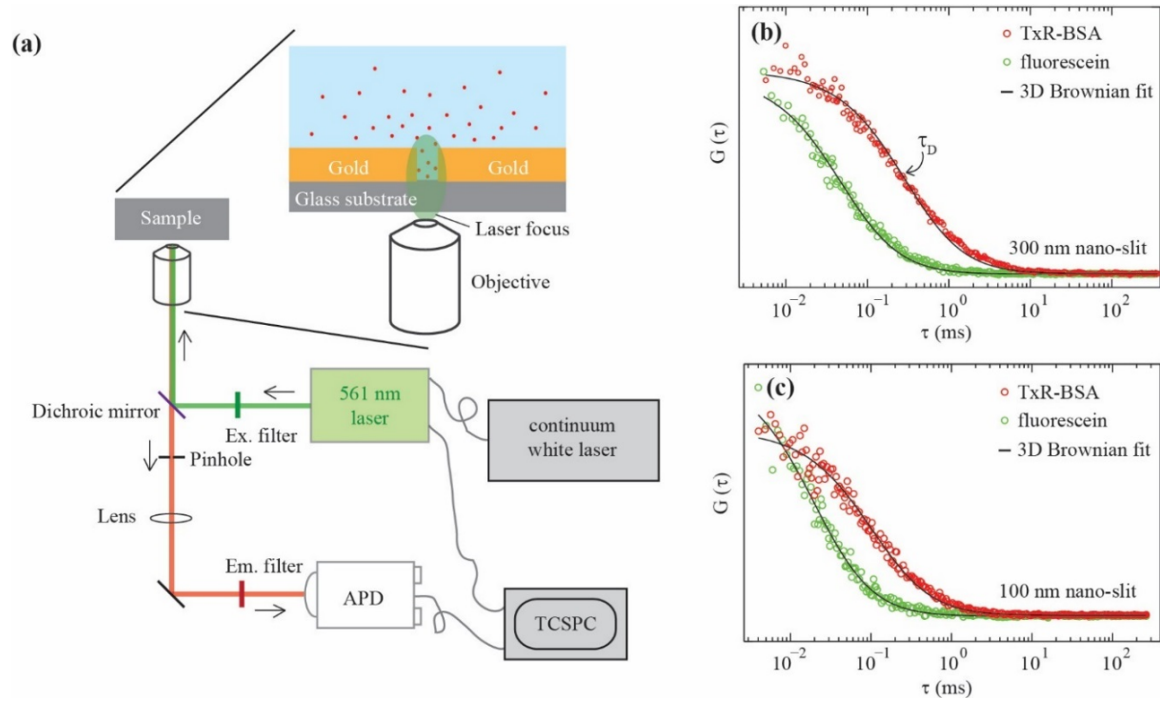 (a)
Gold
Gold
Glass substrate
Laser focus
Objective
Sample
Dichroic mirror
Ex. filter
561 nm
laser
continuum
white laser
Pinhole
Lens
Em. filter
APD
TCSPC
(b)
TxR-BSA
fluorescein
3D Brownian fit
τD
300 nm nano-slit
G (τ)
10⁻² 10⁻¹ 10⁰ 10¹ 10²
τ (ms)
(c)
TxR-BSA
fluorescein
3D Brownian fit
100 nm nano-slit
G (τ)
10⁻² 10⁻¹ 10⁰ 10¹ 10²
τ (ms)